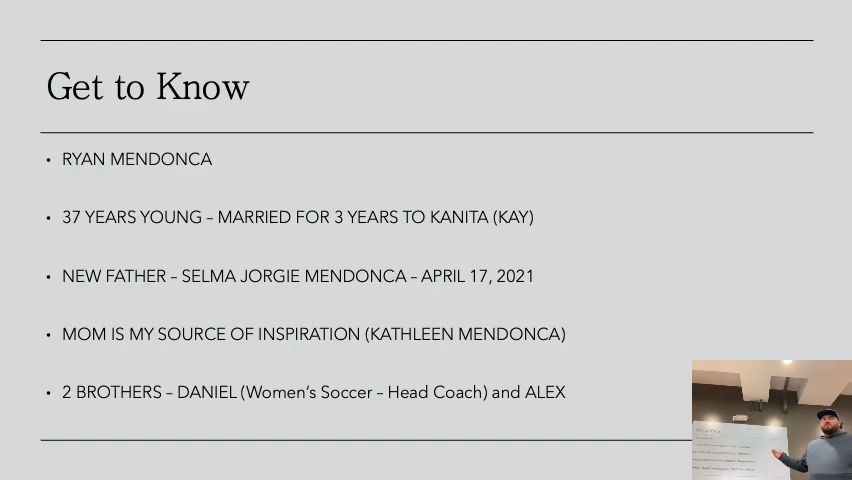 Get to Know
• RYAN MENDONCA
• 37 YEARS YOUNG – MARRIED FOR 3 YEARS TO KANITA (KAY)
• NEW FATHER – SELMA JORGIE MENDONCA – APRIL 17, 2021
• MOM IS MY SOURCE OF INSPIRATION (KATHLEEN MENDONCA)
• 2 BROTHERS – DANIEL (Women's Soccer – Head Coach) and ALEX